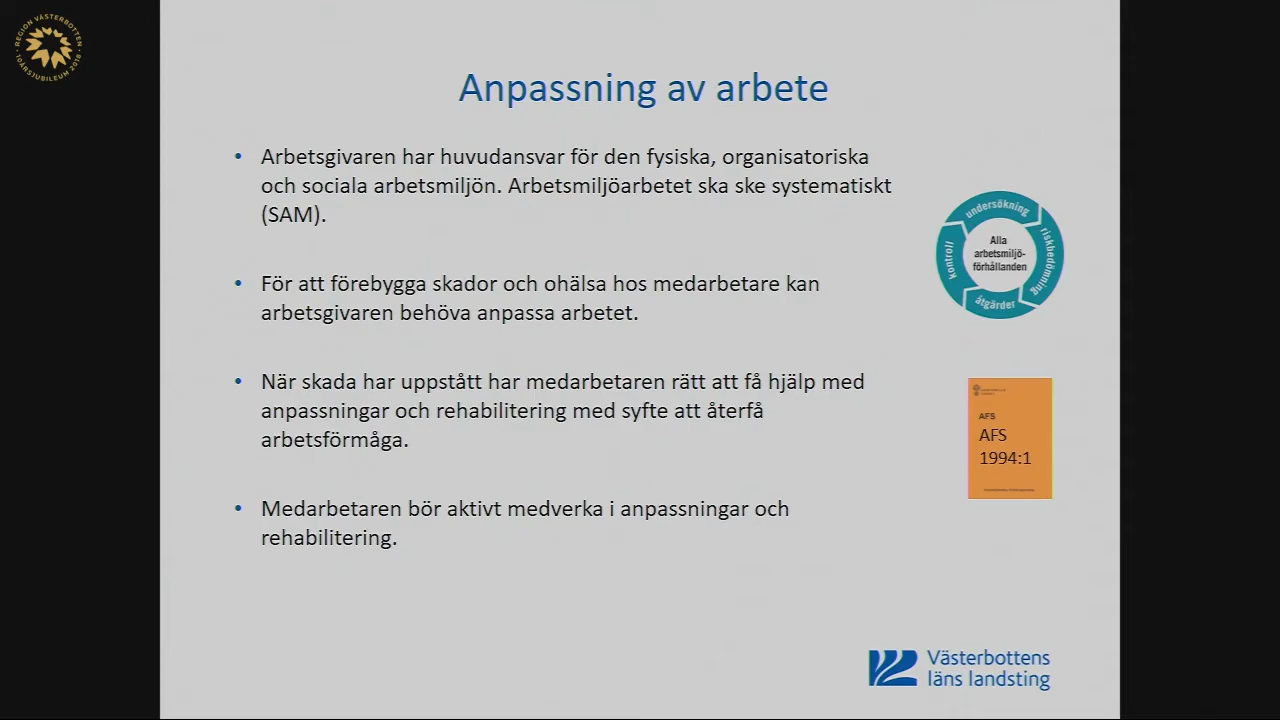 REGION VÄSTERBOTTEN
10ÅRSJUBILEUM 2018
Anpassning av arbete
• Arbetsgivaren har huvudansvar för den fysiska, organisatoriska
och sociala arbetsmiljön. Arbetsmiljöarbetet ska ske systematiskt
(SAM).
• För att förebygga skador och ohälsa hos medarbetare kan
arbetsgivaren behöva anpassa arbetet.
• När skada har uppstått har medarbetaren rätt att få hjälp med
anpassningar och rehabilitering med syfte att återfå
arbetsförmåga.
• Medarbetaren bör aktivt medverka i anpassningar och
rehabilitering.
undersökning
riskbedömning
åtgärder
kontroll
Alla
arbetsmiljö-
förhållanden
AFS
AFS
1994:1
Västerbottens
läns landsting